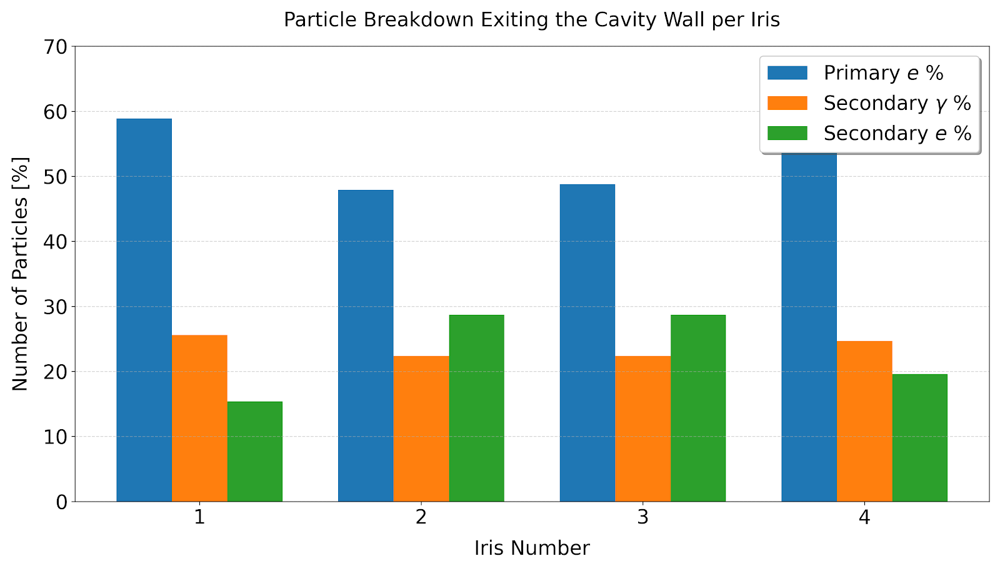 Particle Breakdown Exiting the Cavity Wall per Iris
70
60
50
40
30
20
10
0
Number of Particles [%]
Primary e %
Secondary γ %
Secondary e %
1 2 3 4
Iris Number